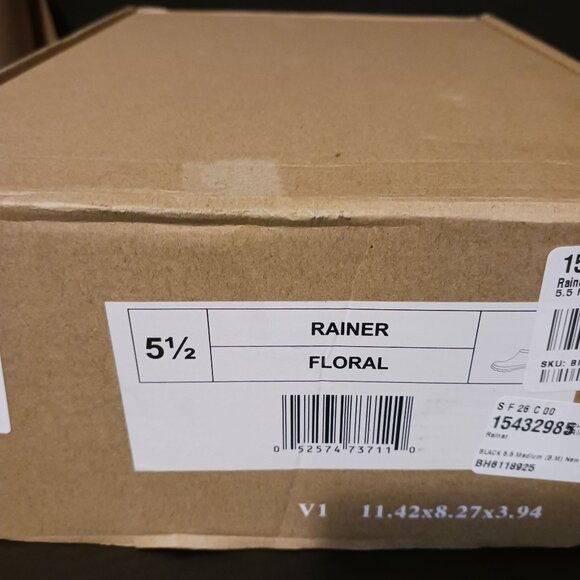 5½
RAINER
FLORAL
0 52574 73711 0
V1 11.42x8.27x3.94
15
5.5
SKU:
S F 26 C 00
15432985
Rainer
BLACK 5.5 Medium (B,M) New
BH6118925